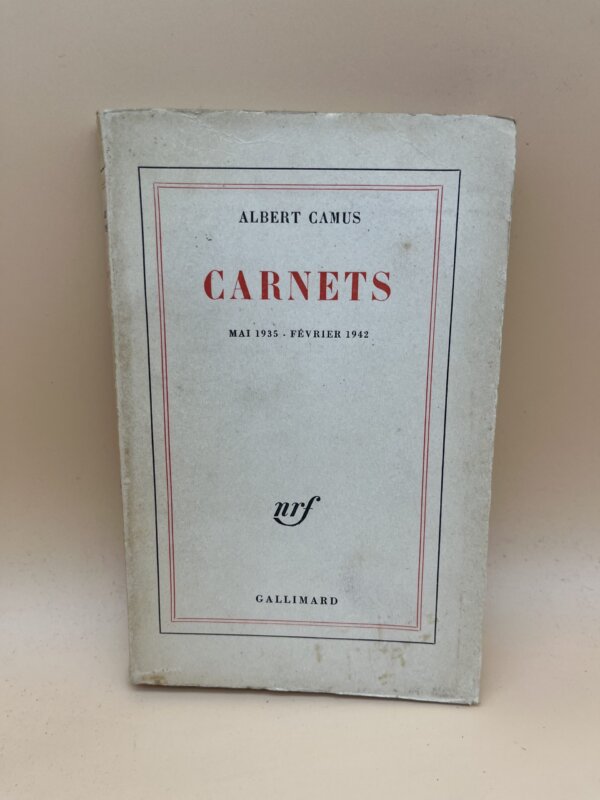 ALBERT CAMUS
CARNETS
MAI 1935 - FÉVRIER 1942
nrf
GALLIMARD